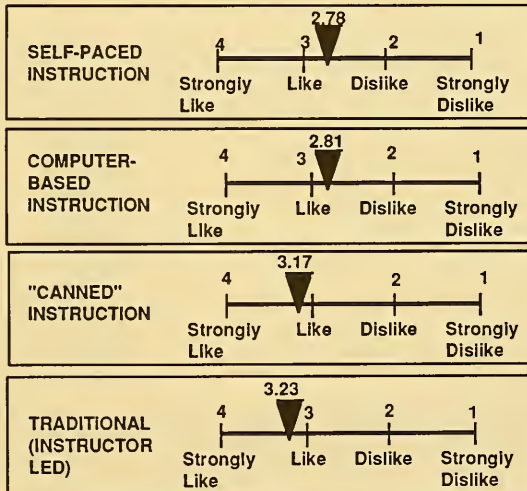 2.78
4 3 2 1
SELF-PACED
INSTRUCTION
Strongly Like Dislike Strongly
Like Dislike
2.81
4 3 2 1
COMPUTER-
BASED
INSTRUCTION
Strongly Like Dislike Strongly
Like Dislike
3.17
4 2 1
"CANNED"
INSTRUCTION
Strongly Like Dislike Strongly
Like Dislike
3.23
4 3 2 1
TRADITIONAL
(INSTRUCTOR
LED)
Strongly Like Dislike Strongly
Like Dislike